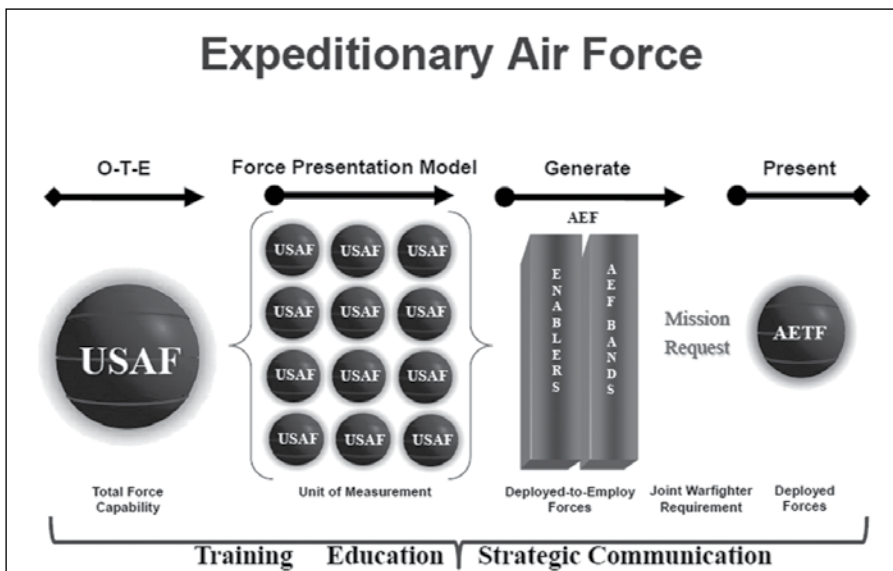 Expeditionary Air Force
O-T-E
Force Presentation Model
Generate
Present
USAF
USAF USAF USAF
USAF USAF USAF
USAF USAF USAF
USAF USAF USAF
AEF
ENABLERS
AEF BANDS
Mission
Request
AETF
Total Force
Capability
Unit of Measurement
Deployed-to-Employ
Forces
Joint Warfighter
Requirement
Deployed
Forces
Training Education Strategic Communication